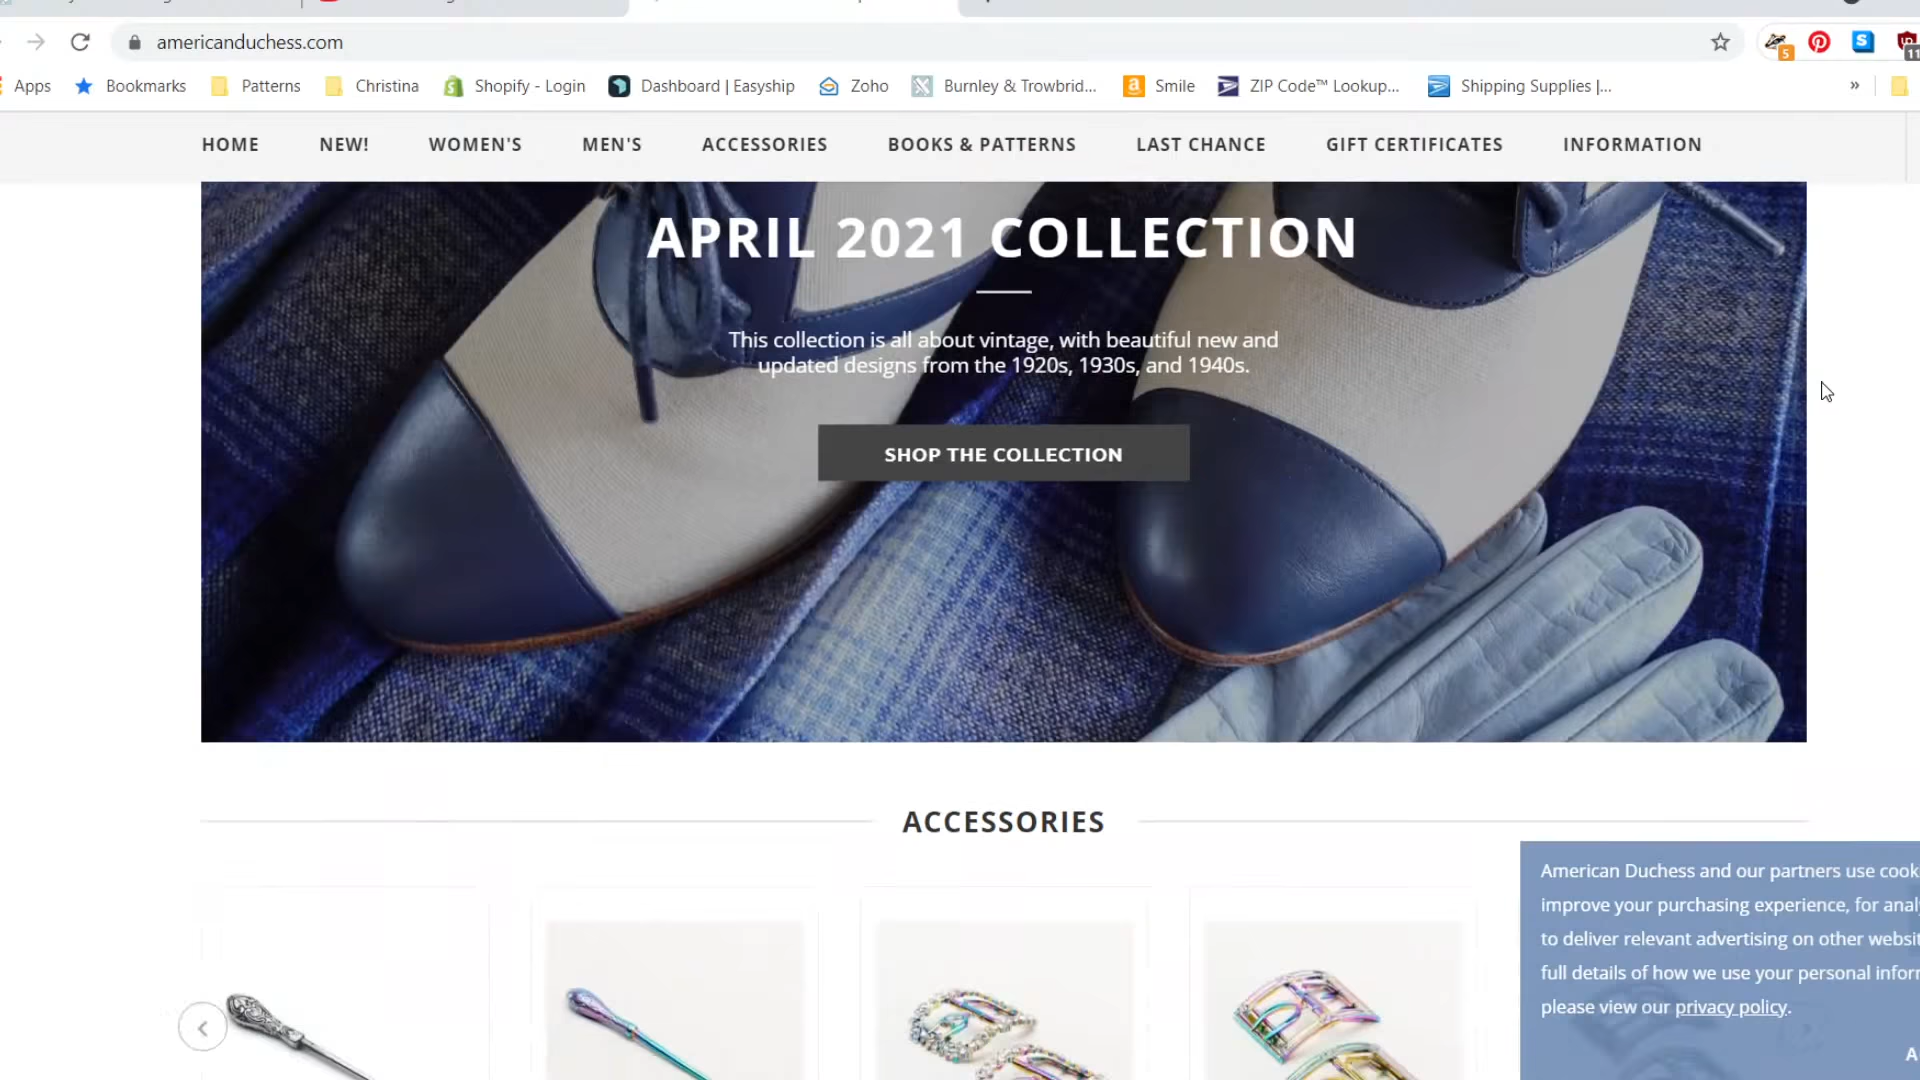 americanduchess.com
5
S
11
Apps
Bookmarks
Patterns
Christina
Shopify - Login
Dashboard | Easyship
Zoho
Burnley & Trowbrid...
Smile
ZIP Code™ Lookup...
Shipping Supplies |...
»
HOME
NEW!
WOMEN'S
MEN'S
ACCESSORIES
BOOKS & PATTERNS
LAST CHANCE
GIFT CERTIFICATES
INFORMATION
APRIL 2021 COLLECTION
This collection is all about vintage, with beautiful new and
updated designs from the 1920s, 1930s, and 1940s.
SHOP THE COLLECTION
ACCESSORIES
American Duchess and our partners use cook
improve your purchasing experience, for anal
to deliver relevant advertising on other websit
full details of how we use your personal infor
please view our privacy policy.
A